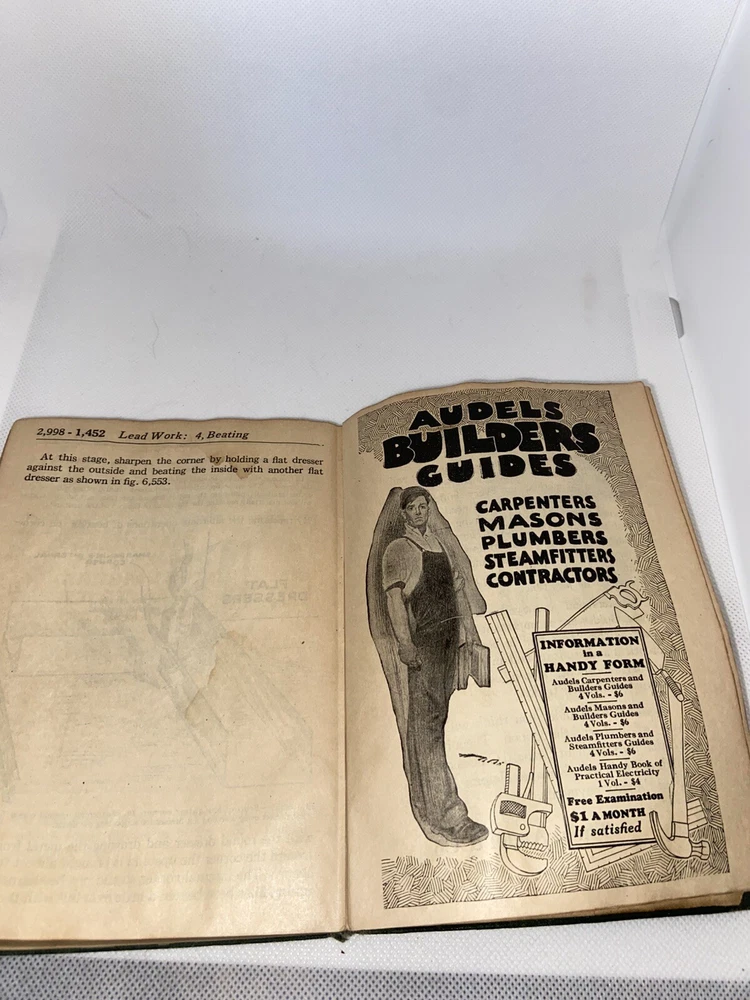 2,998 - 1,452 Lead Work: 4, Beating
At this stage, sharpen the corner by holding a flat dresser
against the outside and beating the inside with another flat
dresser as shown in fig. 6,553.
AUDELS
BUILDERS
GUIDES
CARPENTERS
MASONS
PLUMBERS
STEAMFITTERS
CONTRACTORS
INFORMATION
in a
HANDY FORM
Audels Carpenters and
Builders Guides
4 Vols. - $6
Audels Masons and
Builders Guides
4 Vols. - $6
Audels Plumbers and
Steamfitters Guides
4 Vols. - $6
Audels Handy Book of
Practical Electricity
1 Vol. - $4
Free Examination
$1 A MONTH
If satisfied